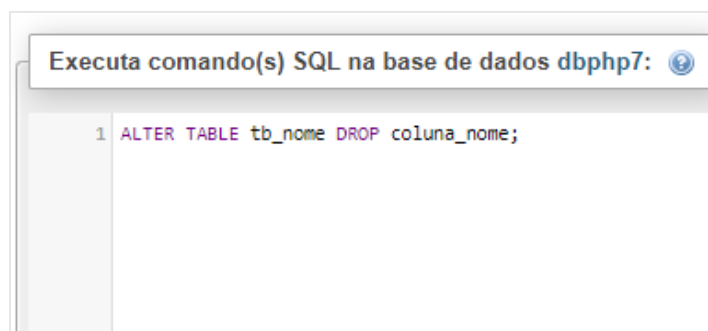 Executa comando(s) SQL na base de dados dbphp7:
1 ALTER TABLE tb_nome DROP coluna_nome;